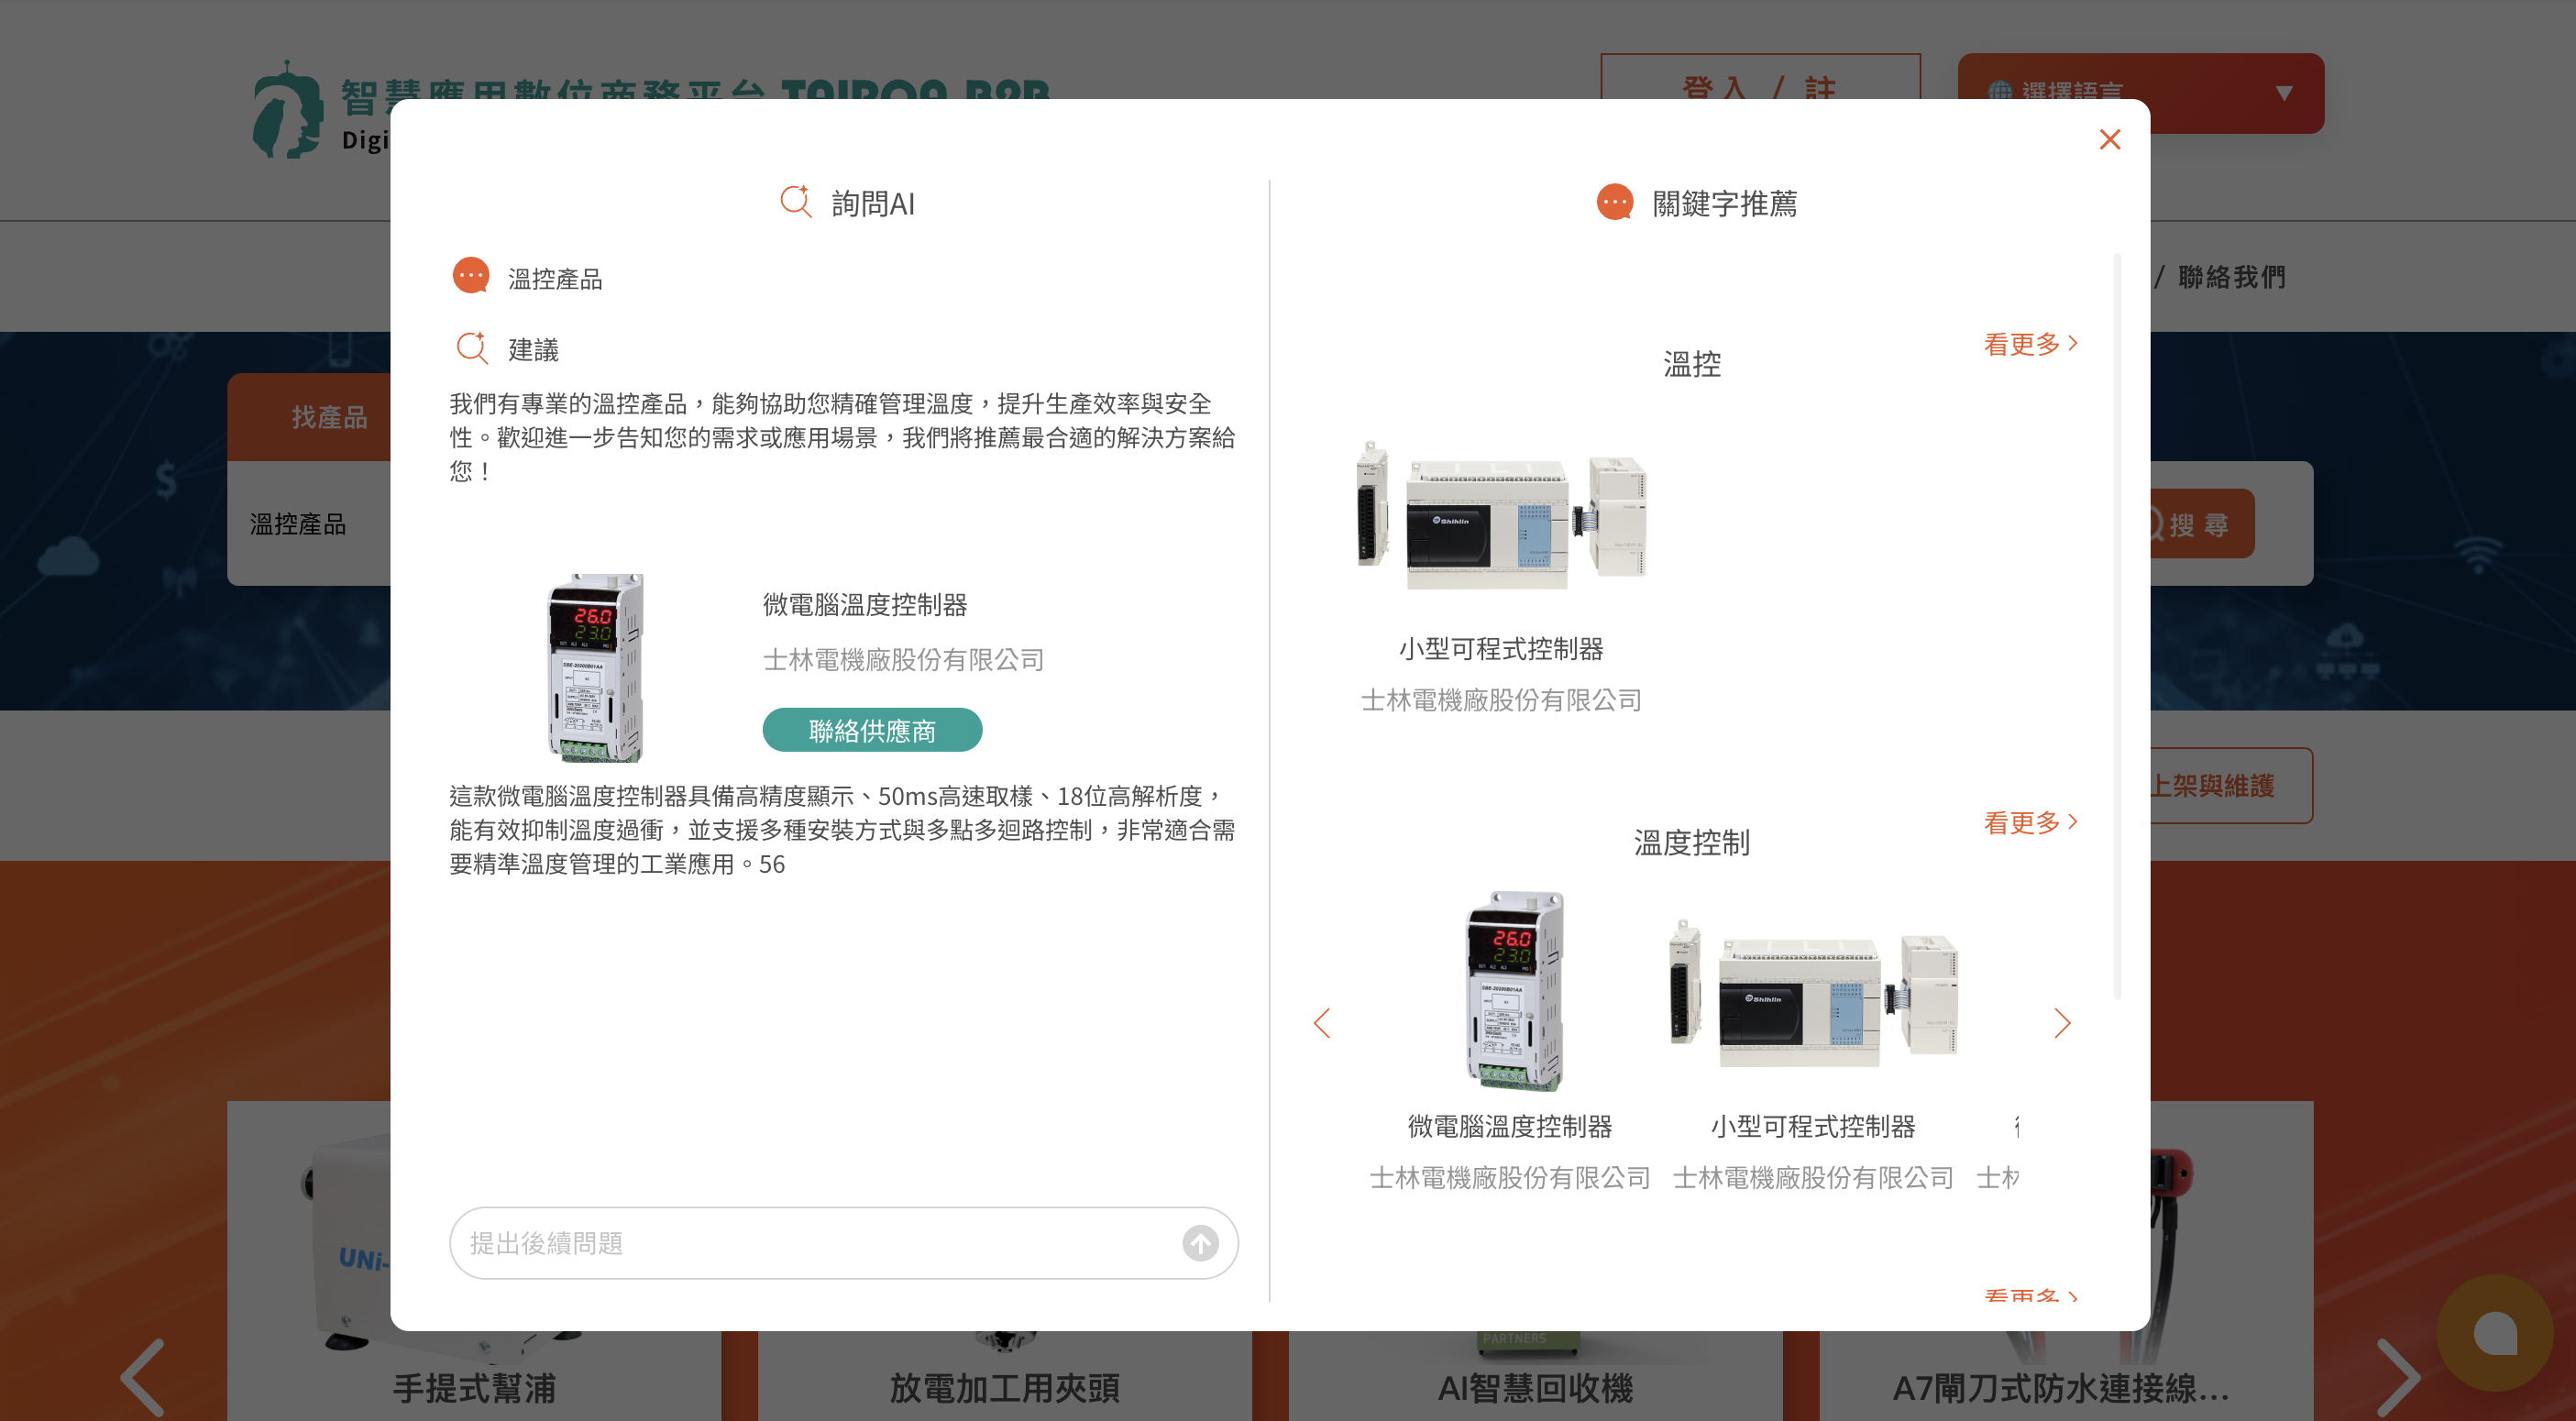 智慧應用數位商務平台 TAIROA B2B
Digi
登入 / 註
選擇語言
/ 聯絡我們
找產品
溫控產品
搜尋
上架與維護
詢問AI
溫控產品
建議
我們有專業的溫控產品，能夠協助您精確管理溫度，提升生產效率與安全
性。歡迎進一步告知您的需求或應用場景，我們將推薦最合適的解決方案給
您！
26.0
23.0
SBE-20200B01AA
微電腦溫度控制器
士林電機廠股份有限公司
聯絡供應商
這款微電腦溫度控制器具備高精度顯示、50ms高速取樣、18位高解析度，
能有效抑制溫度過衝，並支援多種安裝方式與多點多迴路控制，非常適合需
要精準溫度管理的工業應用。56
提出後續問題
關鍵字推薦
溫控
看更多
Shihlin
小型可程式控制器
士林電機廠股份有限公司
溫度控制
看更多
26.0
23.0
SBE-20200B01AA
Shihlin
微電腦溫度控制器
小型可程式控制器
士林電機廠股份有限公司
士林電機廠股份有限公司
士林
看更多
UNi-
PARTNERS
手提式幫浦
放電加工用夾頭
AI智慧回收機
A7閘刀式防水連接線...